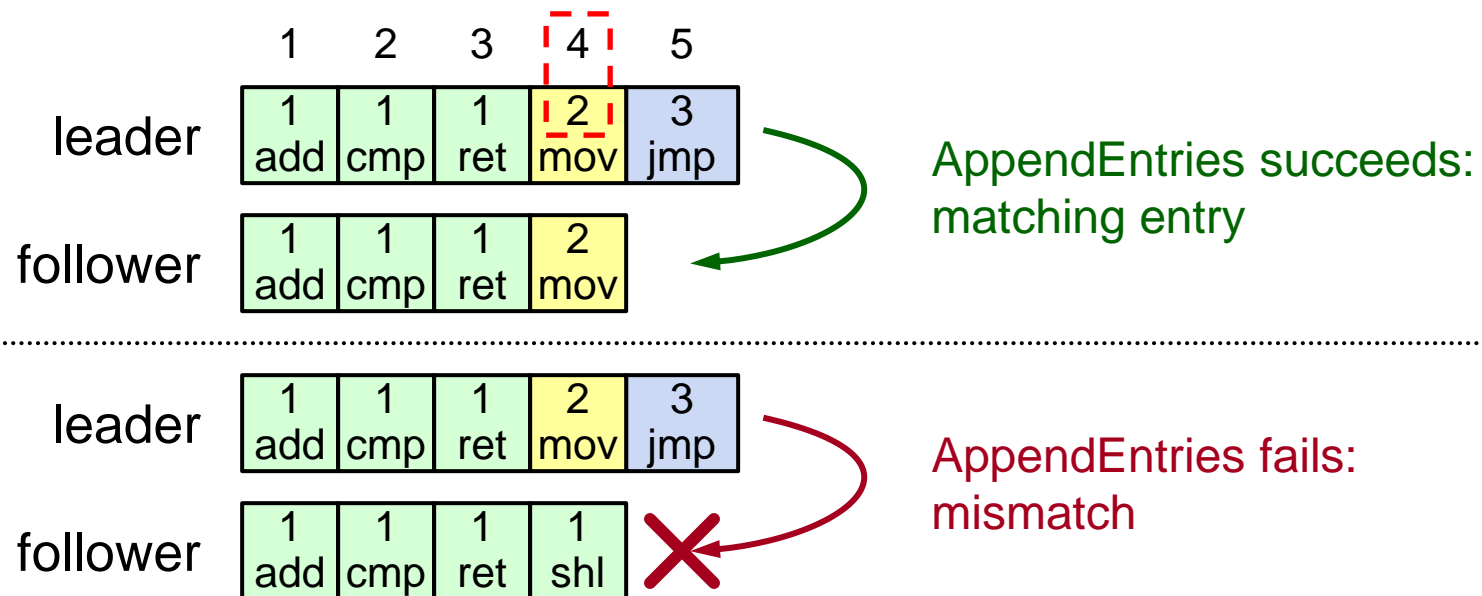 1 2 3 4 5
leader 1 1 1 2 3
add cmp ret mov jmp
AppendEntries succeeds:
matching entry
follower 1 1 1 2
add cmp ret mov
leader 1 1 1 2 3
add cmp ret mov jmp
AppendEntries fails:
mismatch
follower 1 1 1 1
add cmp ret shl